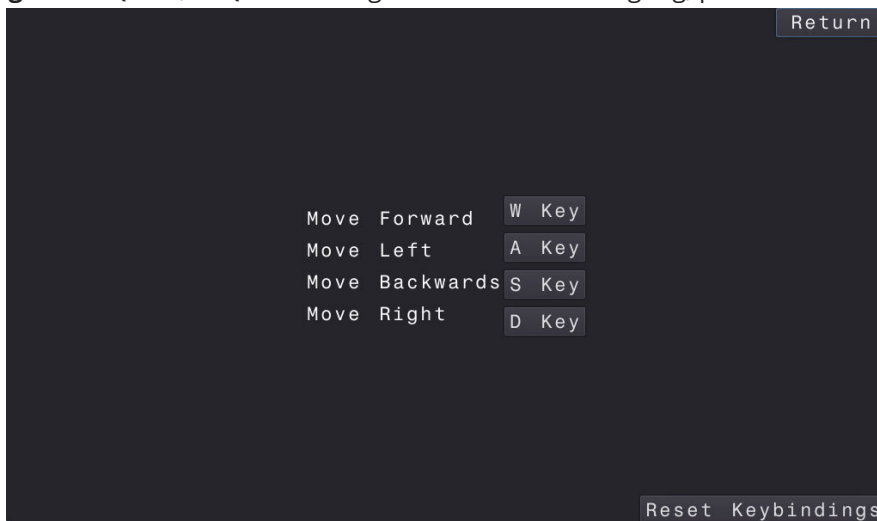 Return
Move Forward W Key
Move Left A Key
Move Backwards S Key
Move Right D Key
Reset Keybindings